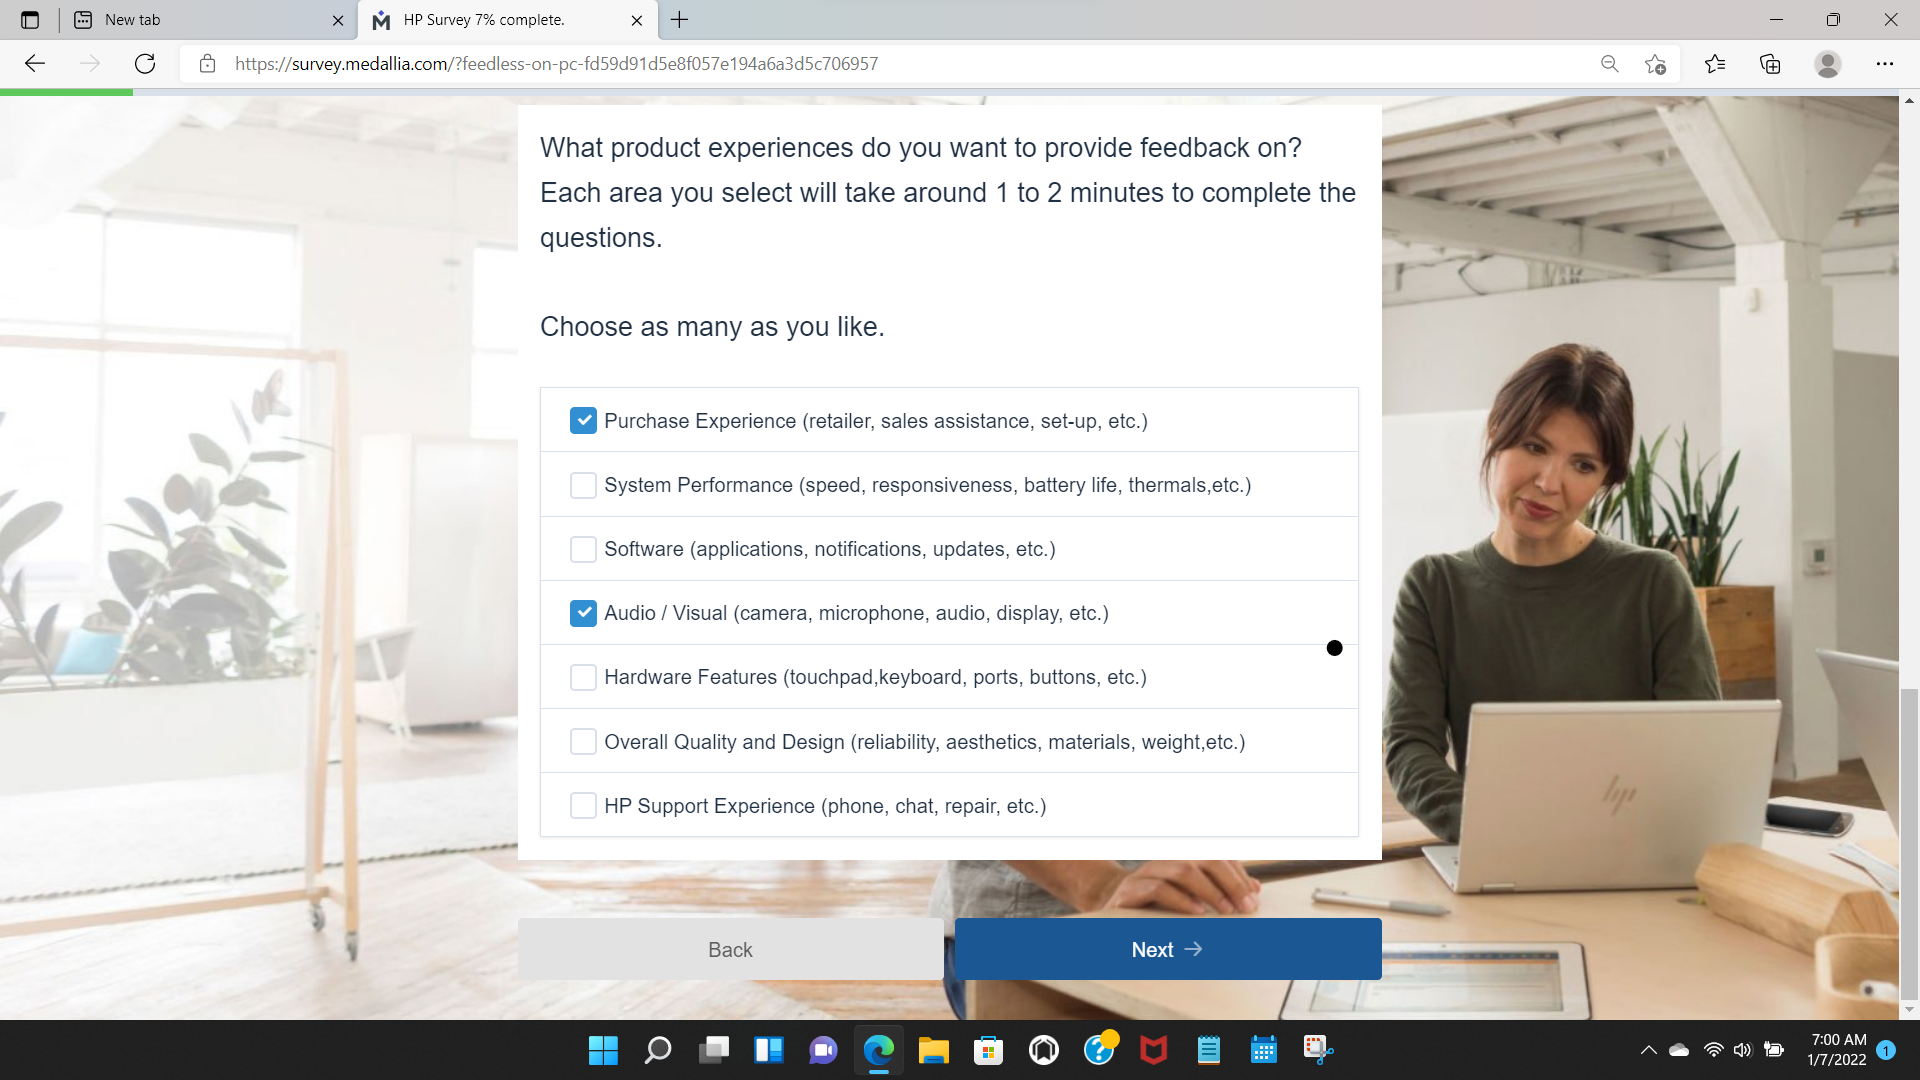 New tab
HP Survey 7% complete.
https://survey.medallia.com/?feedless-on-pc-fd59d91d5e8f057e194a6a3d5c706957
What product experiences do you want to provide feedback on?
Each area you select will take around 1 to 2 minutes to complete the
questions.
Choose as many as you like.
Purchase Experience (retailer, sales assistance, set-up, etc.)
System Performance (speed, responsiveness, battery life, thermals,etc.)
Software (applications, notifications, updates, etc.)
Audio / Visual (camera, microphone, audio, display, etc.)
Hardware Features (touchpad,keyboard, ports, buttons, etc.)
Overall Quality and Design (reliability, aesthetics, materials, weight,etc.)
HP Support Experience (phone, chat, repair, etc.)
hp
Back
Next →
7:00 AM
1/7/2022
1